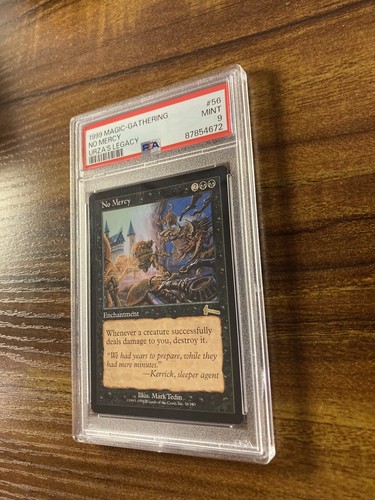 1999 MAGIC-GATHERING #56
NO MERCY MINT
URZA'S LEGACY 9
PSA 87854672
No Mercy 2
Enchantment
Whenever a creature successfully
deals damage to you, destroy it.
"We had years to prepare, while they
had mere minutes."
—Kerrick, sleeper agent
Illus. Mark Tedin